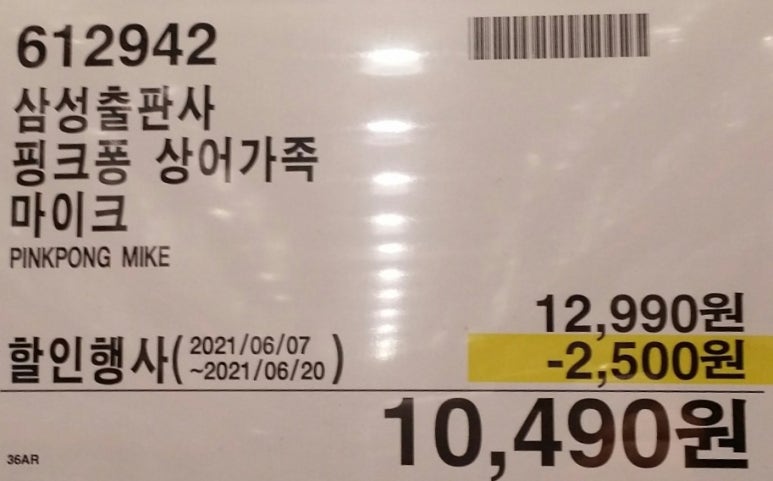 612942
삼성출판사
핑크퐁 상어가족
마이크
PINKPONG MIKE
12,990원
할인행사( 2021/06/07
~2021/06/20 )
-2,500원
10,490원
36AR